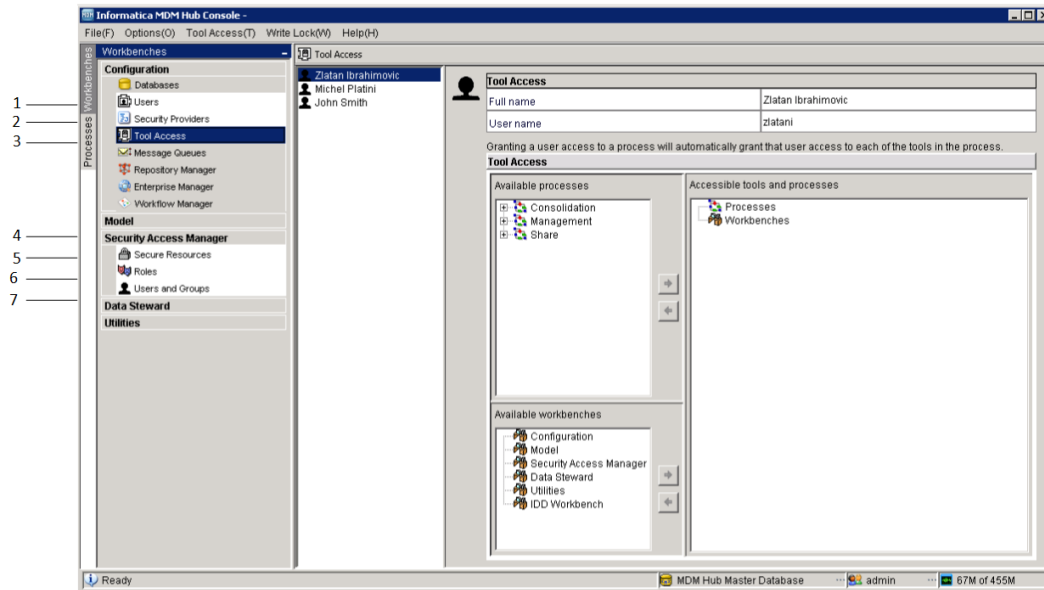 Informatica MDM Hub Console -
File(F) Options(O) Tool Access(T) Write Lock(W) Help(H)
Workbenches
Processes
Workbenches
Configuration
Databases
1
Users
2
Security Providers
3
Tool Access
Message Queues
Repository Manager
Enterprise Manager
Workflow Manager
Model
4
Security Access Manager
5
Secure Resources
6
Roles
7
Users and Groups
Data Steward
Utilities
Tool Access
Zlatan Ibrahimovic
Michel Platini
John Smith
Tool Access
Full name Zlatan Ibrahimovic
User name zlatani
Granting a user access to a process will automatically grant that user access to each of the tools in the process.
Tool Access
Available processes
Consolidation
Management
Share
Available workbenches
Configuration
Model
Security Access Manager
Data Steward
Utilities
IDD Workbench
Accessible tools and processes
Processes
Workbenches
Ready
MDM Hub Master Database
admin
67M of 455M